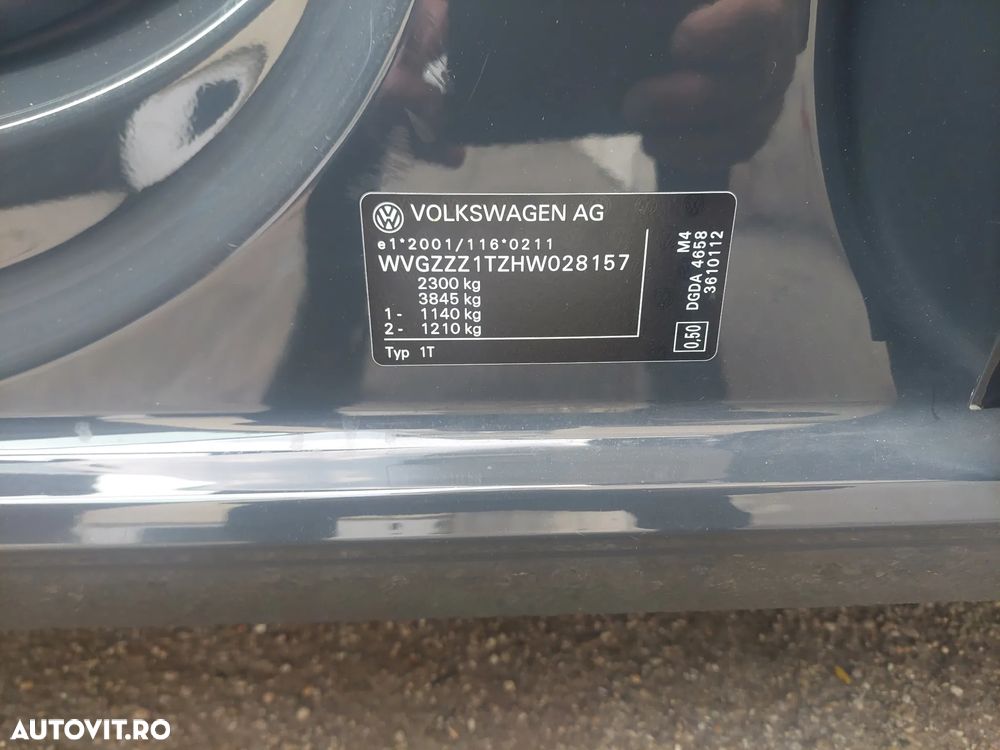 VOLKSWAGEN AG
e1*2001/116*0211
WVGZZZ1TZHW028157
2300 kg
3845 kg
1- 1140 kg
2- 1210 kg
Typ 1T
M4
DGDA 4658
3610112
0,50
AUTOVIT.RO